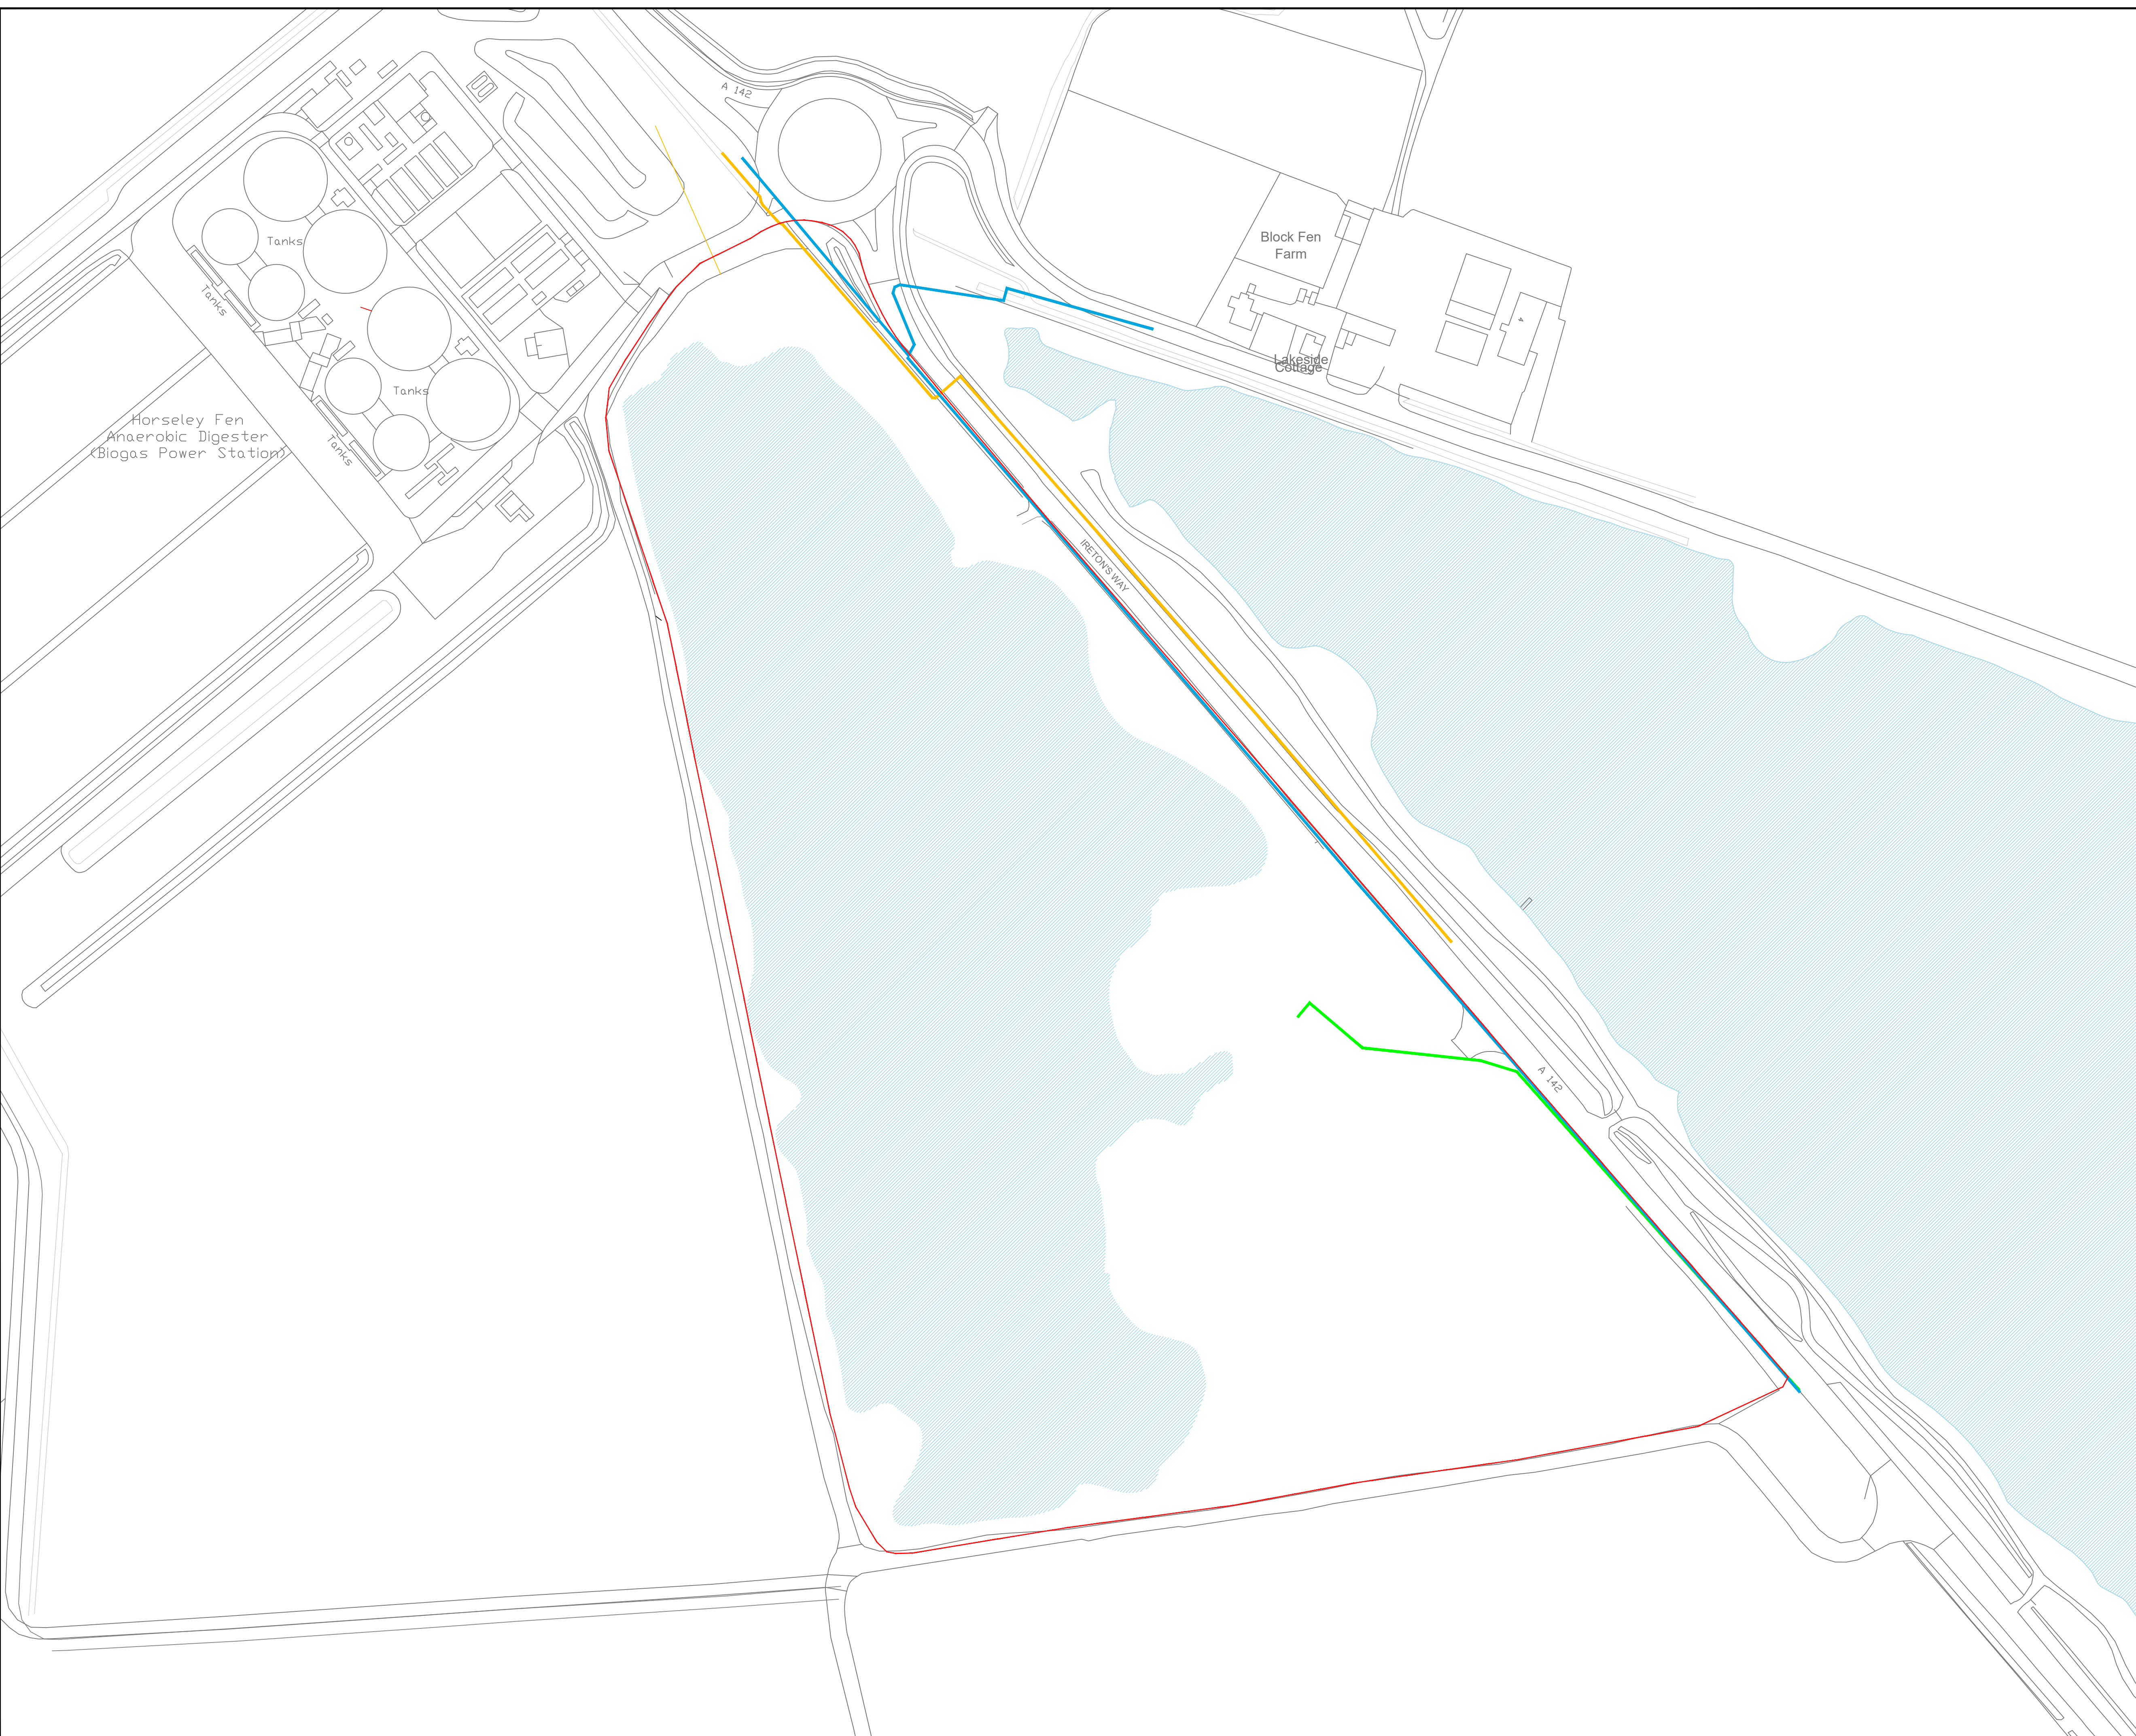 A 142
Block Fen
Farm
Tanks
Tanks
4
Lakeside
Cottage
Tanks
Horseley Fen
Anaerobic Digester
(Biogas Power Station)
Tanks
IRETON'S WAY
A 142